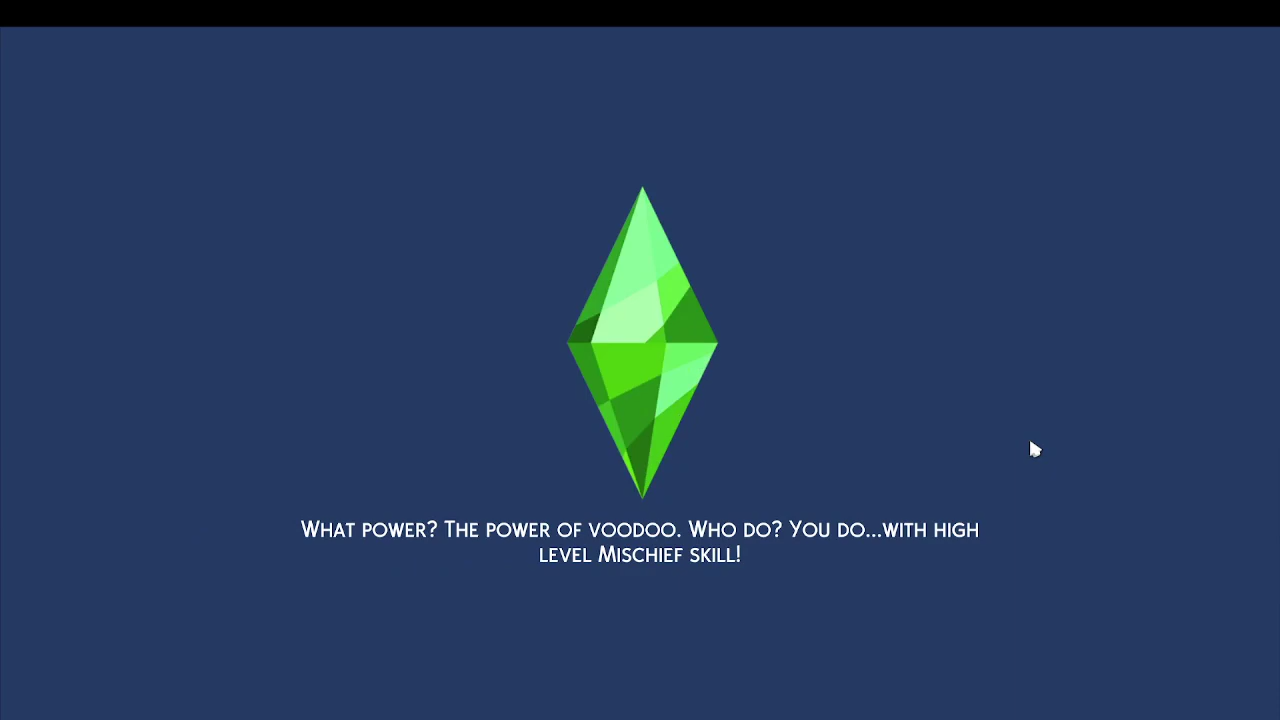 What power? The power of voodoo. Who do? You do...with high
level Mischief skill!